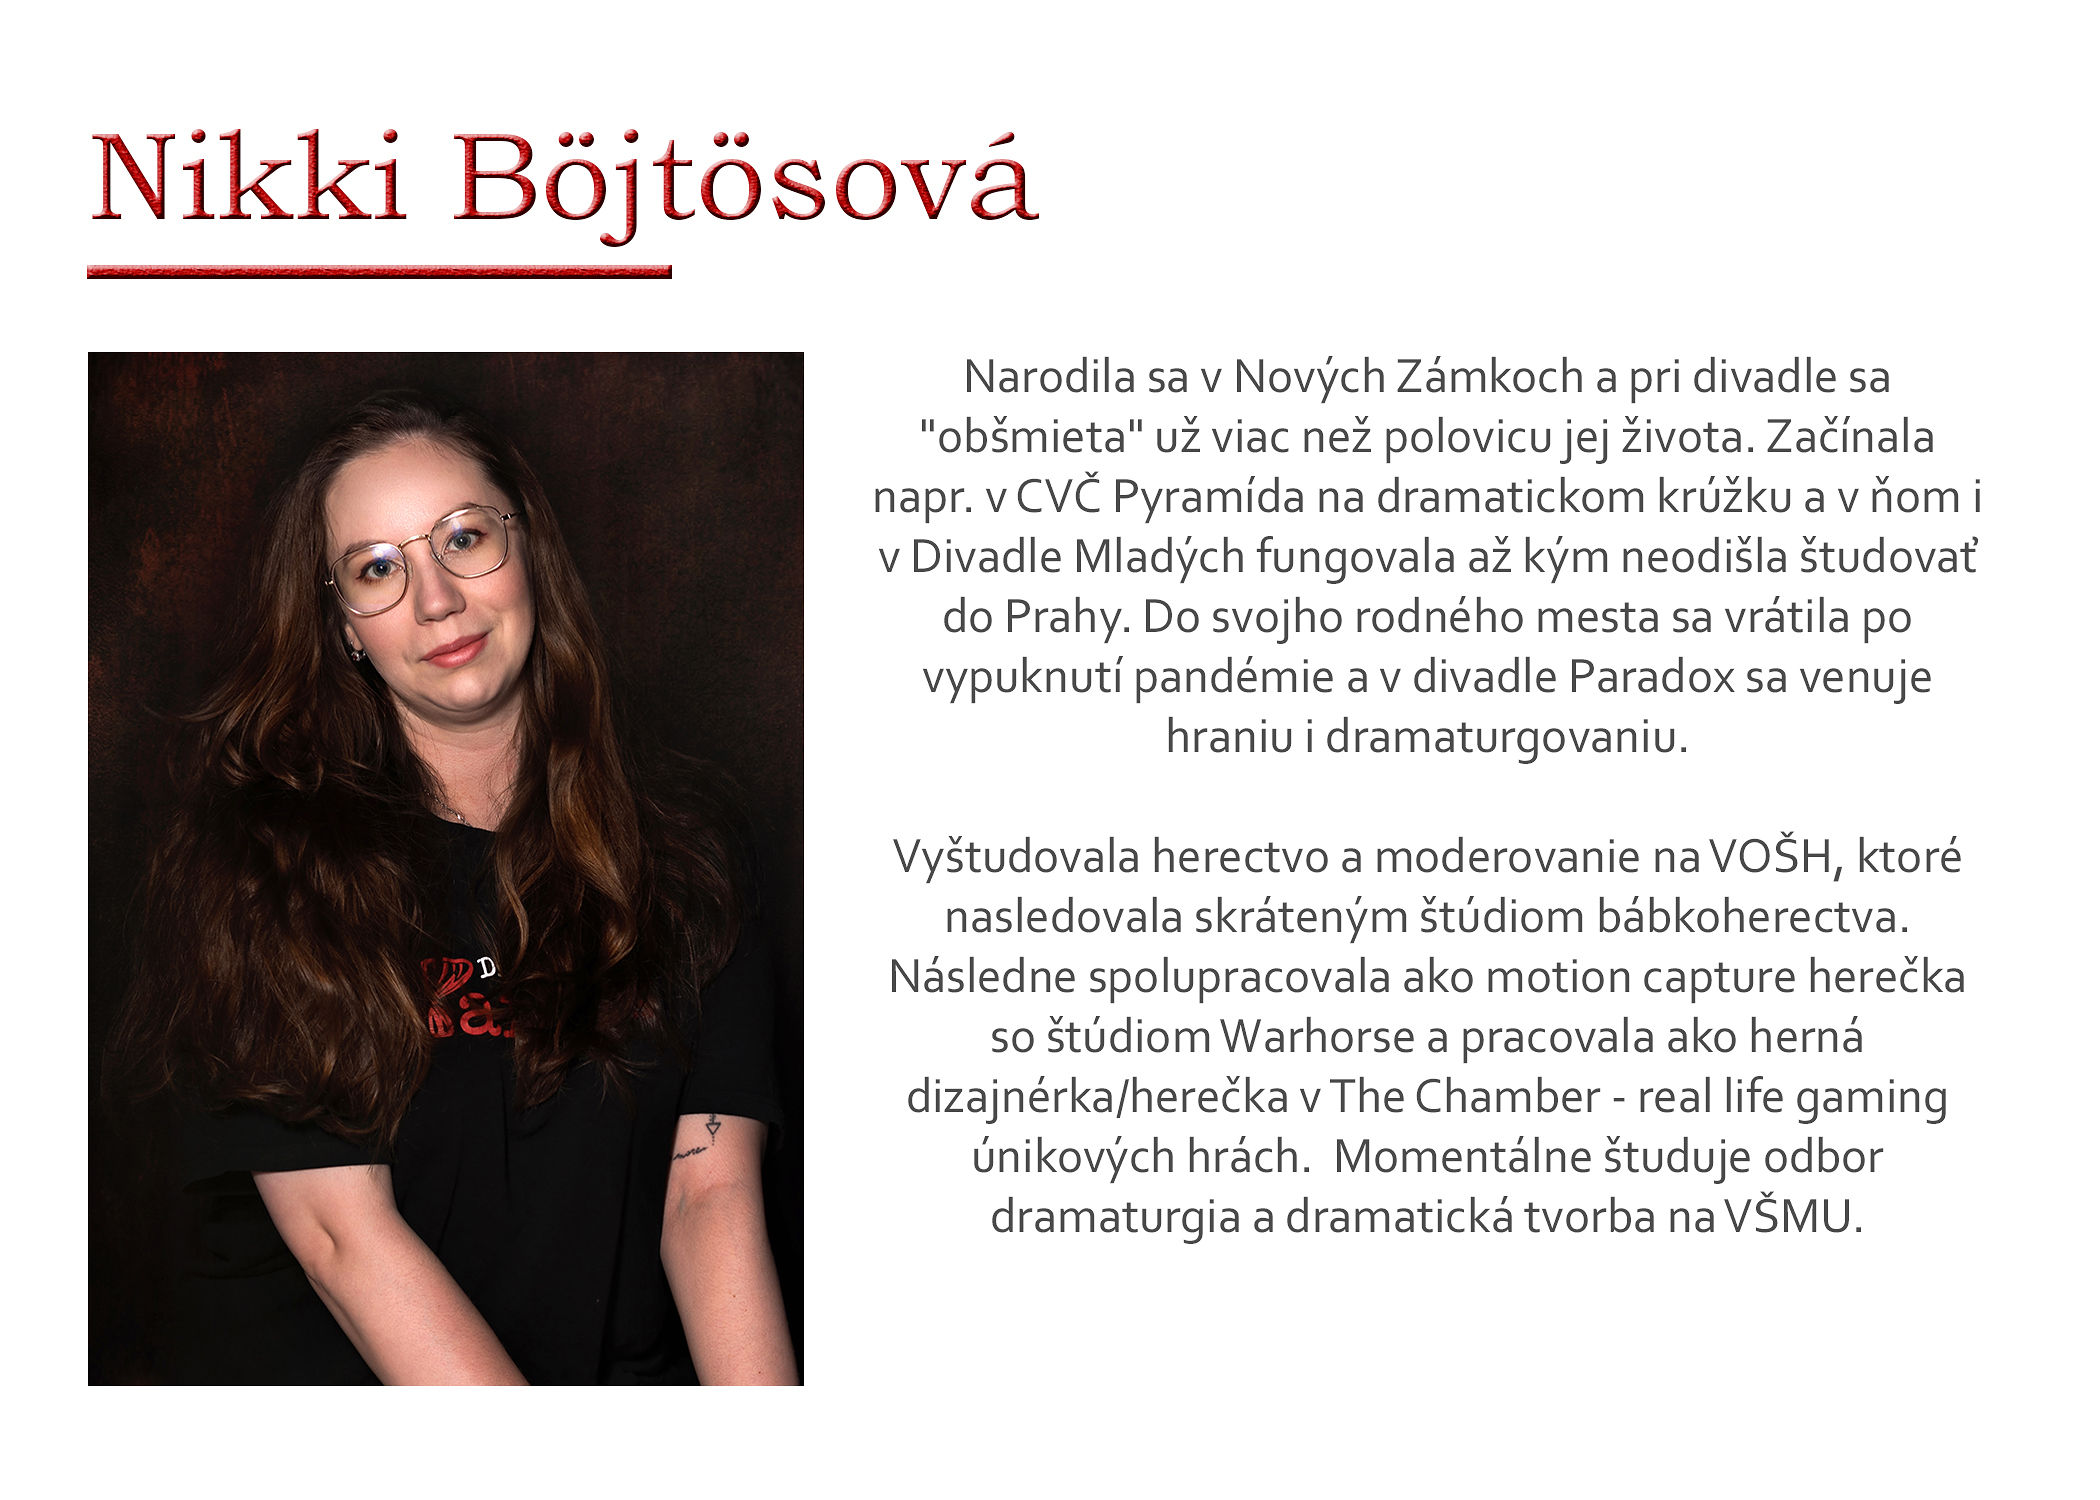 Nikki Böjtösová
Narodila sa v Nových Zámkoch a pri divadle sa
"obšmieta" už viac než polovicu jej života. Začínala
napr. v CVČ Pyramída na dramatickom krúžku a v ňom i
v Divadle Mladých fungovala až kým neodišla študovať
do Prahy. Do svojho rodného mesta sa vrátila po
vypuknutí pandémie a v divadle Paradox sa venuje
hraniu i dramaturgovaniu.
Vyštudovala herectvo a moderovanie na VOŠH, ktoré
nasledovala skráteným štúdiom bábkoherectva.
Následne spolupracovala ako motion capture herečka
so štúdiom Warhorse a pracovala ako herná
dizajnérka/herečka v The Chamber - real life gaming
únikových hrách.  Momentálne študuje odbor
dramaturgia a dramatická tvorba na VŠMU.